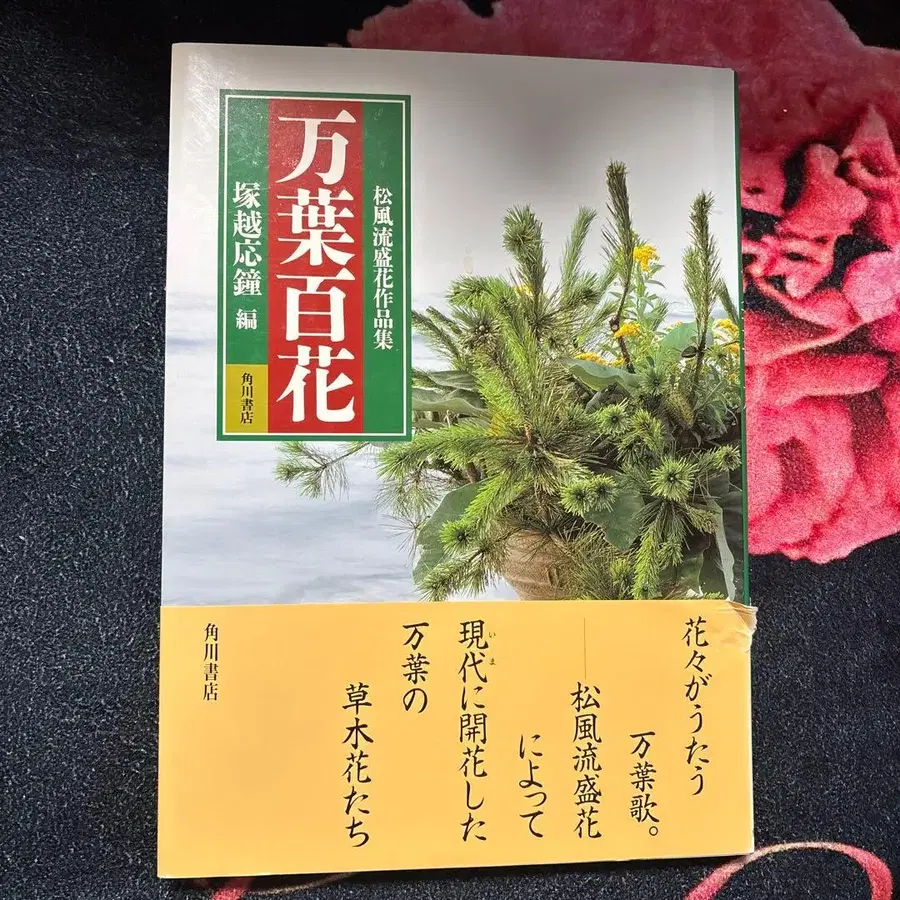 松風流盛花作品集
万葉百花
塚越応鐘 編
角川書店
花々がうたう
万葉歌。
──松風流盛花
によって
現代に開花した
いま
万葉の
草木花たち
角川書店